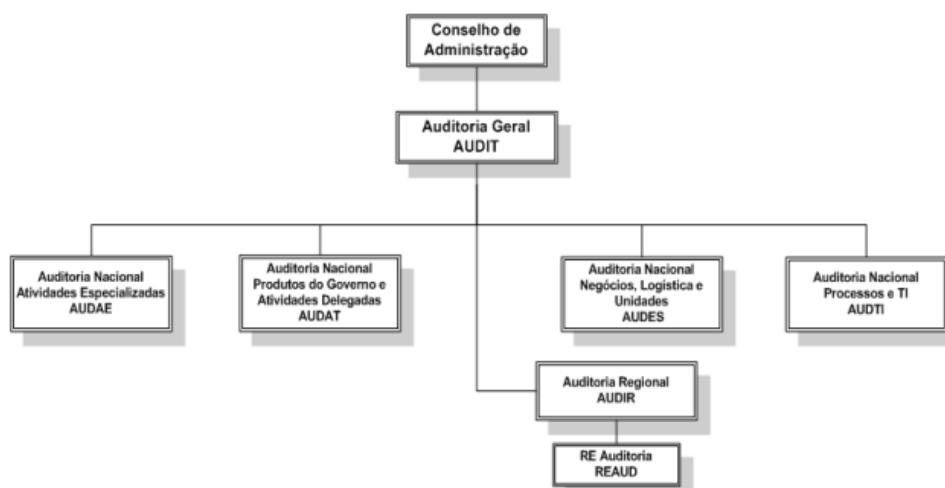 Conselho de
Administração
Auditoria Geral
AUDIT
Auditoria Nacional
Atividades Especializadas
AUDAE
Auditoria Nacional
Produtos do Governo e
Atividades Delegadas
AUDAT
Auditoria Nacional
Negócios, Logística e
Unidades
AUDES
Auditoria Nacional
Processos e TI
AUDTI
Auditoria Regional
AUDIR
RE Auditoria
REAUD